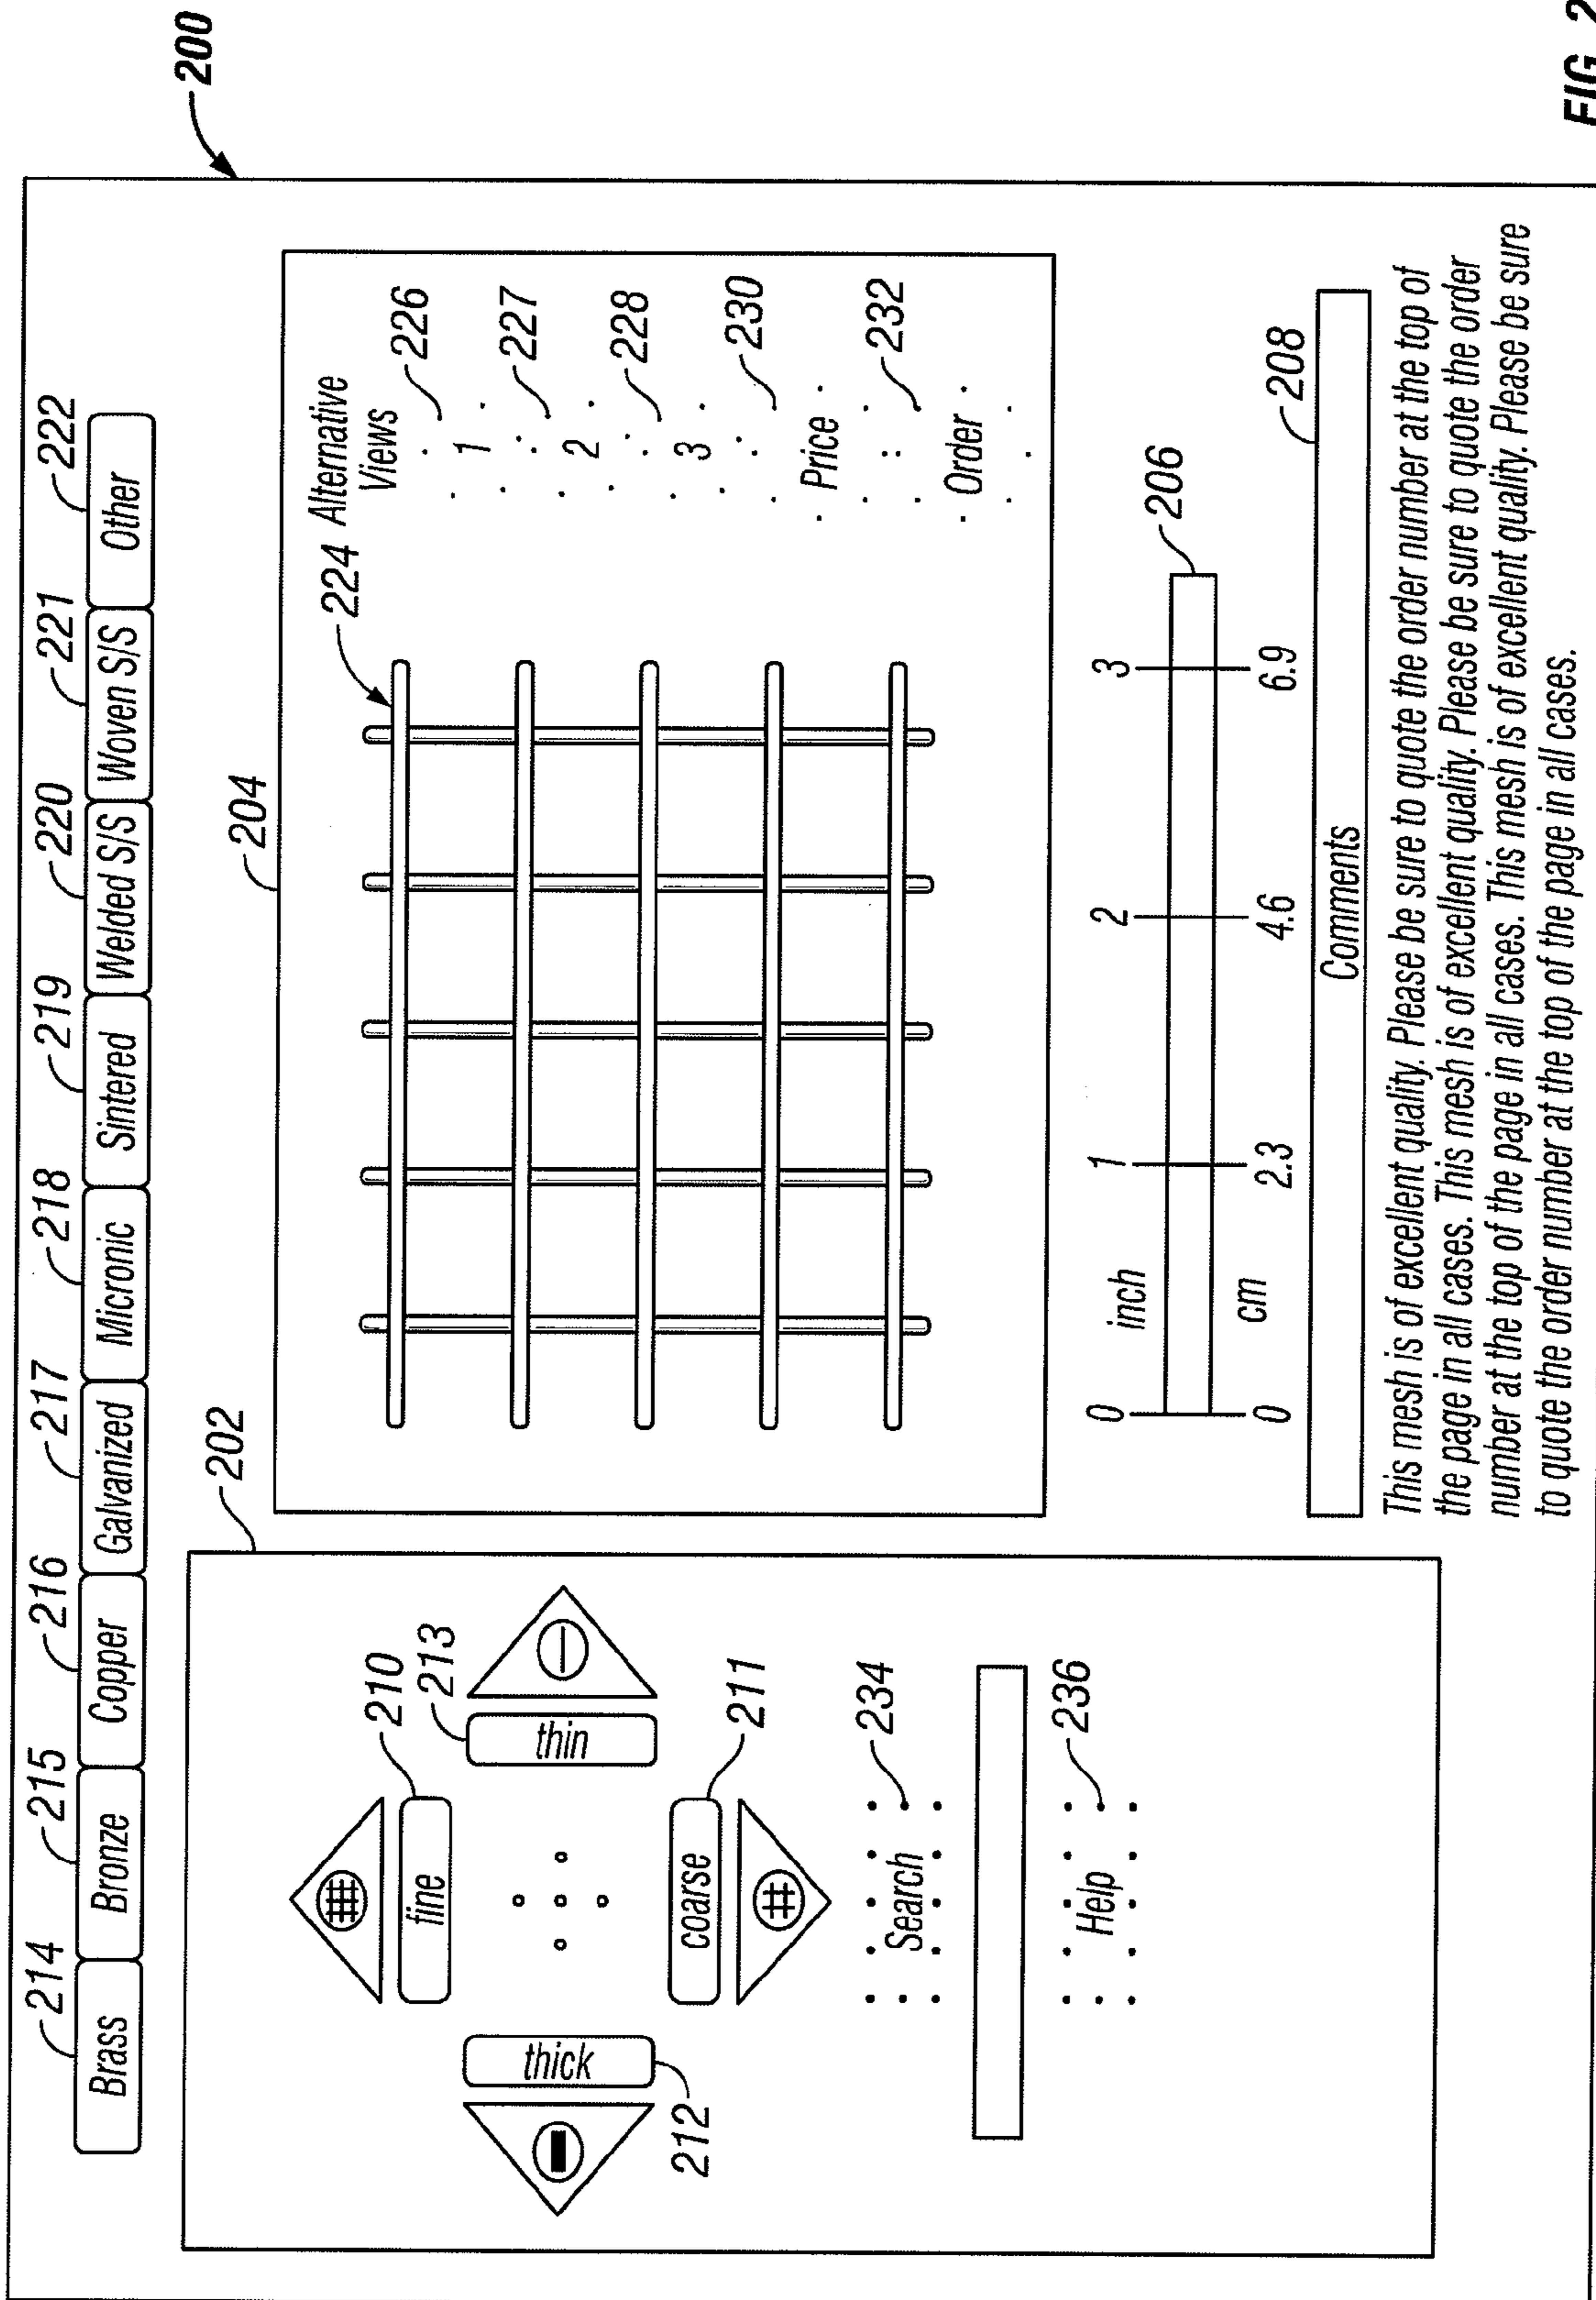 200
214 215 216 217 218 219 220 221 222
Brass Bronze Copper Galvanized Micronic Sintered Welded S/S Woven S/S Other
202
210
fine
213
thin
thick
212
coarse
211
Search
234
Help
236
204
224
Alternative
Views
226
1
227
2
228
3
230
Price
232
Order
206
0 inch 1 2 3
0 cm 2.3 4.6 6.9
208
Comments
This mesh is of excellent quality. Please be sure to quote the order number at the top of
the page in all cases. This mesh is of excellent quality. Please be sure to quote the order
number at the top of the page in all cases. This mesh is of excellent quality. Please be sure
to quote the order number at the top of the page in all cases.
FIG. 2